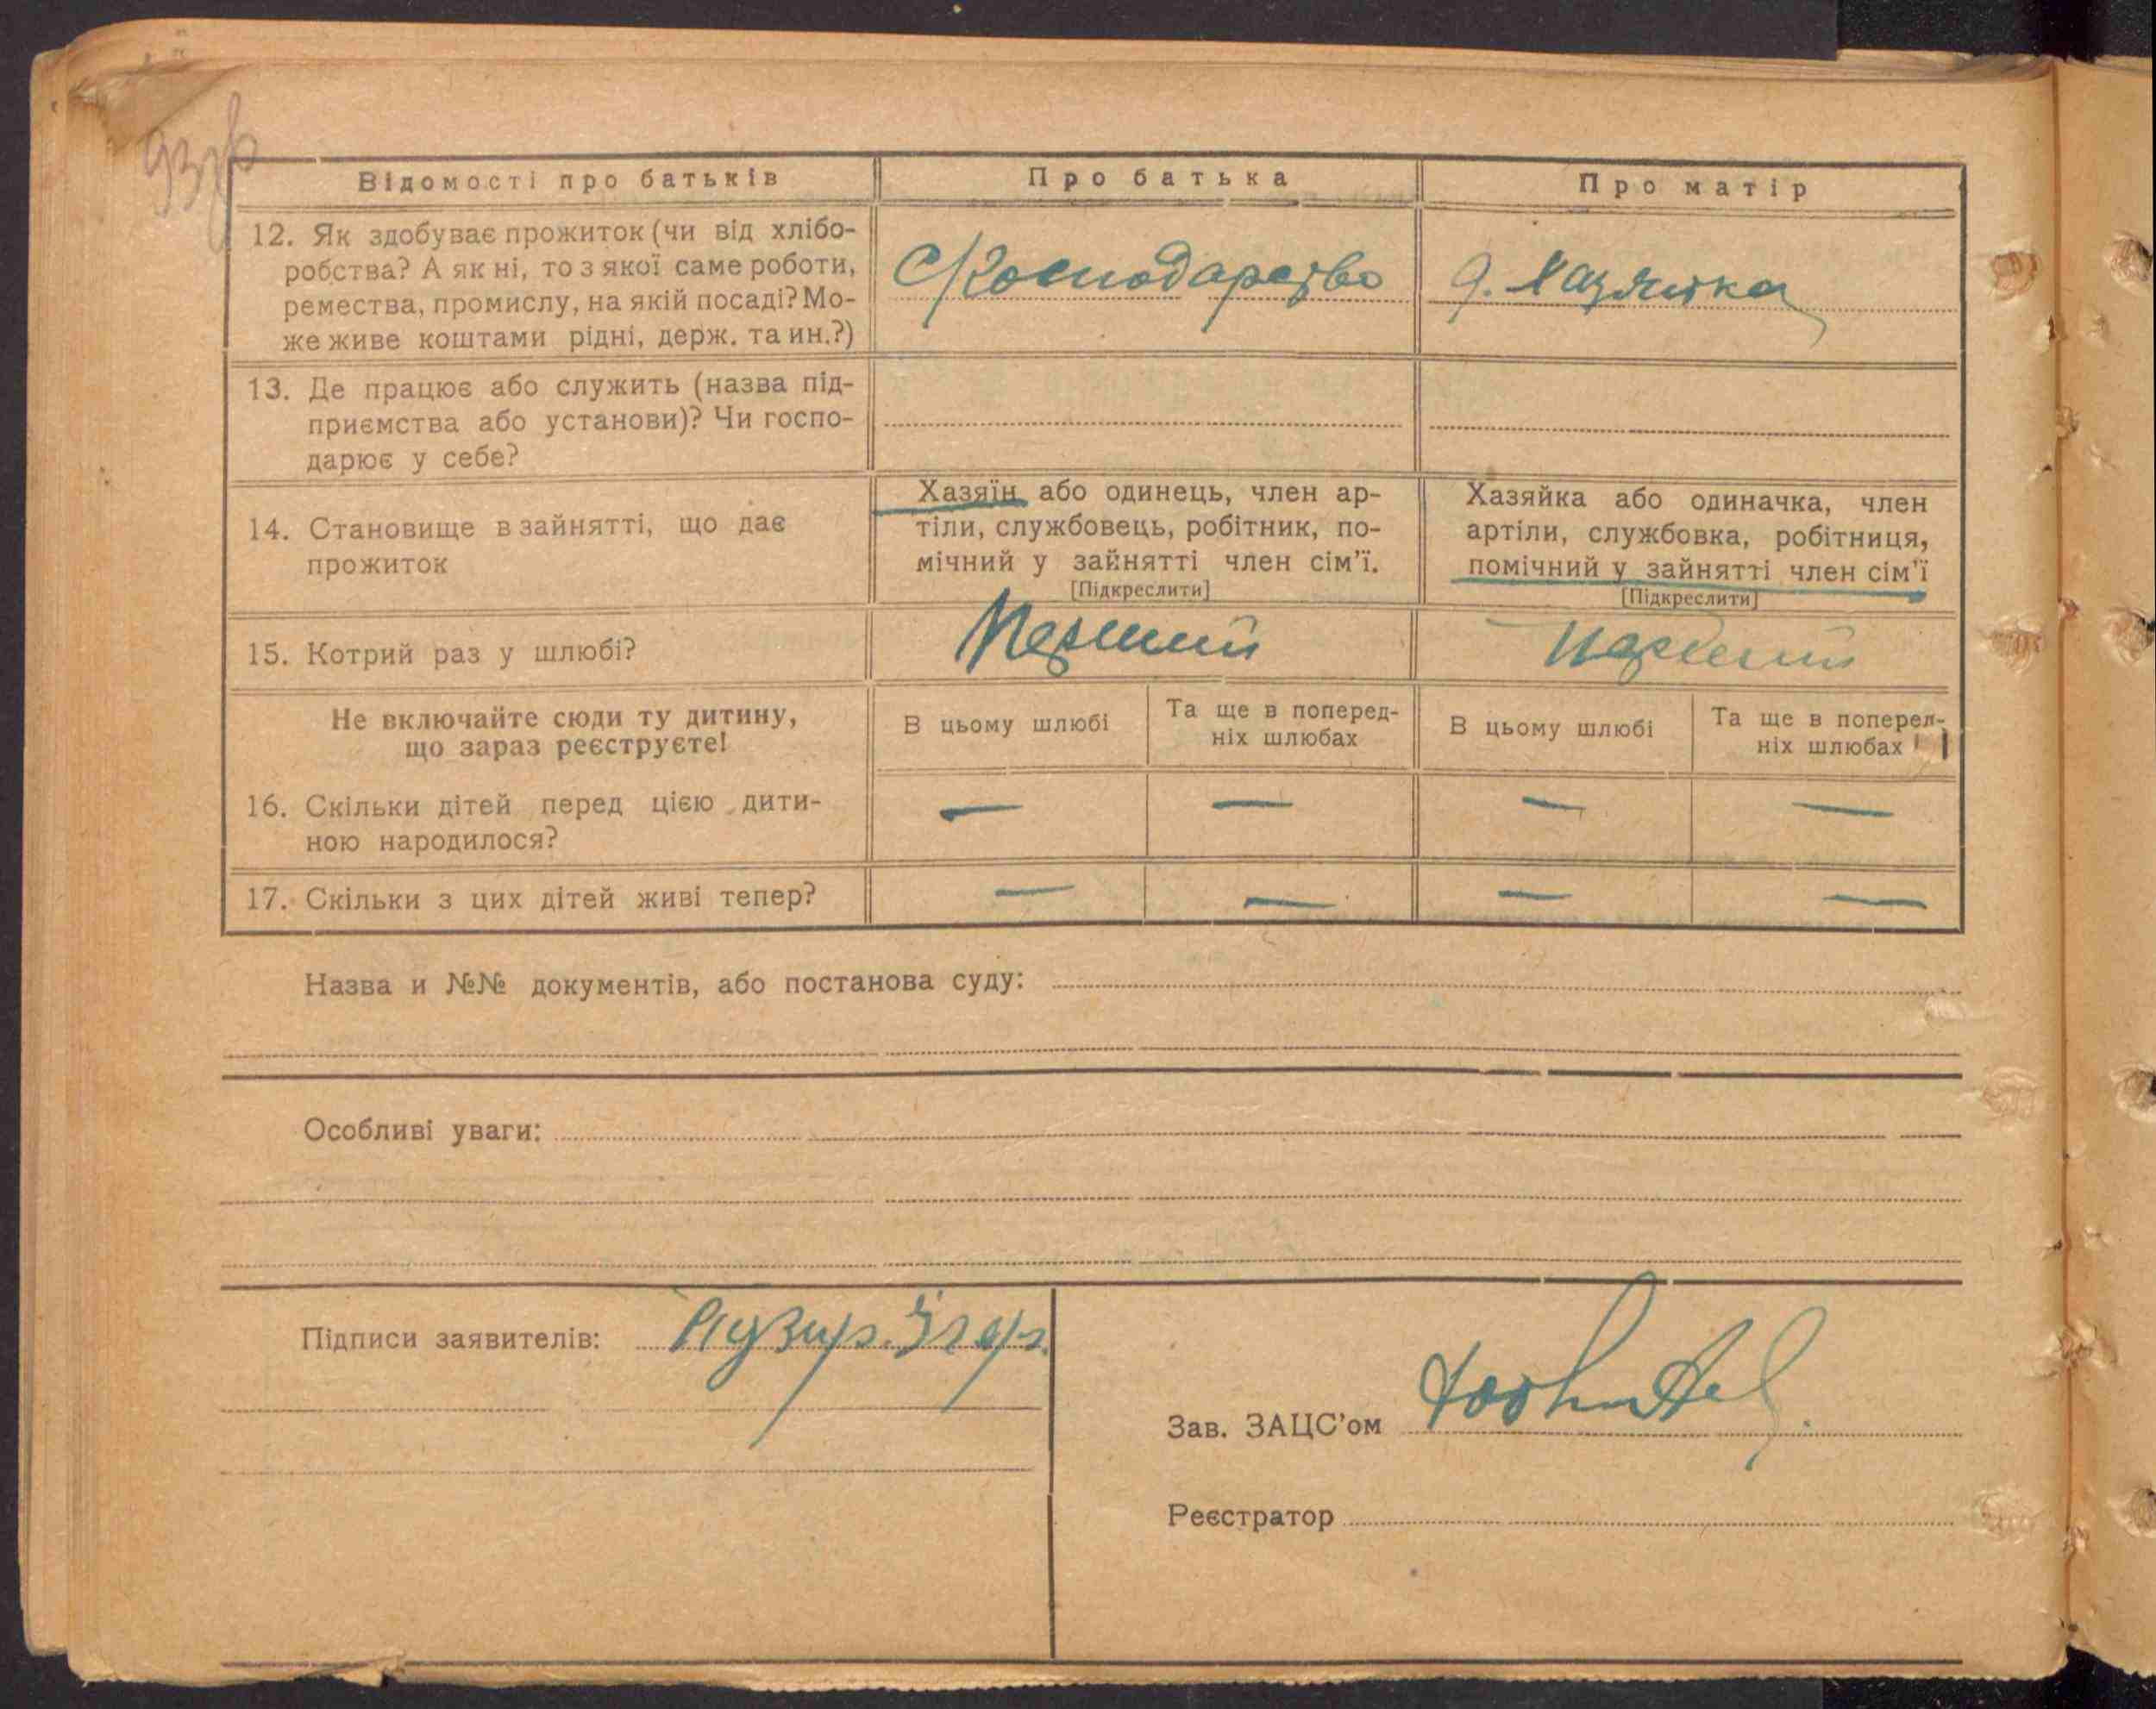 93зв
Відомості про батьків
Про батька
Про матір
12. Як здобуває прожиток (чи від хлібо-
робства? А як ні, то з якої саме роботи,
ремества, промислу, на якій посаді? Мо-
же живе коштами рідні, держ. та ин.?)
С/Господарство
д. Хазяйка
13. Де працює або служить (назва під-
приємства або установи)? Чи госпо-
дарює у себе?
14. Становище в зайнятті, що дає
прожиток
Хазяїн або одинець, член ар-
тіли, службовець, робітник, по-
мічний у зайнятті член сім'ї.
[Підкреслити]
Хазяйка або одиначка, член
артіли, службовка, робітниця,
помічний у зайнятті член сім'ї
[Підкреслити]
15. Котрий раз у шлюбі?
Перший
Перший
Не включайте сюди ту дитину,
що зараз реєструєте!
В цьому шлюбі
Та ще в поперед-
ніх шлюбах
В цьому шлюбі
Та ще в поперед-
ніх шлюбах
16. Скільки дітей перед цією дити-
ною народилося?
— — — —
17. Скільки з цих дітей живі тепер?
— — — —
Назва и №№ документів, або постанова суду:
Особливі уваги:
Підписи заявителів:
Зав. ЗАЦС'ом
Реєстратор